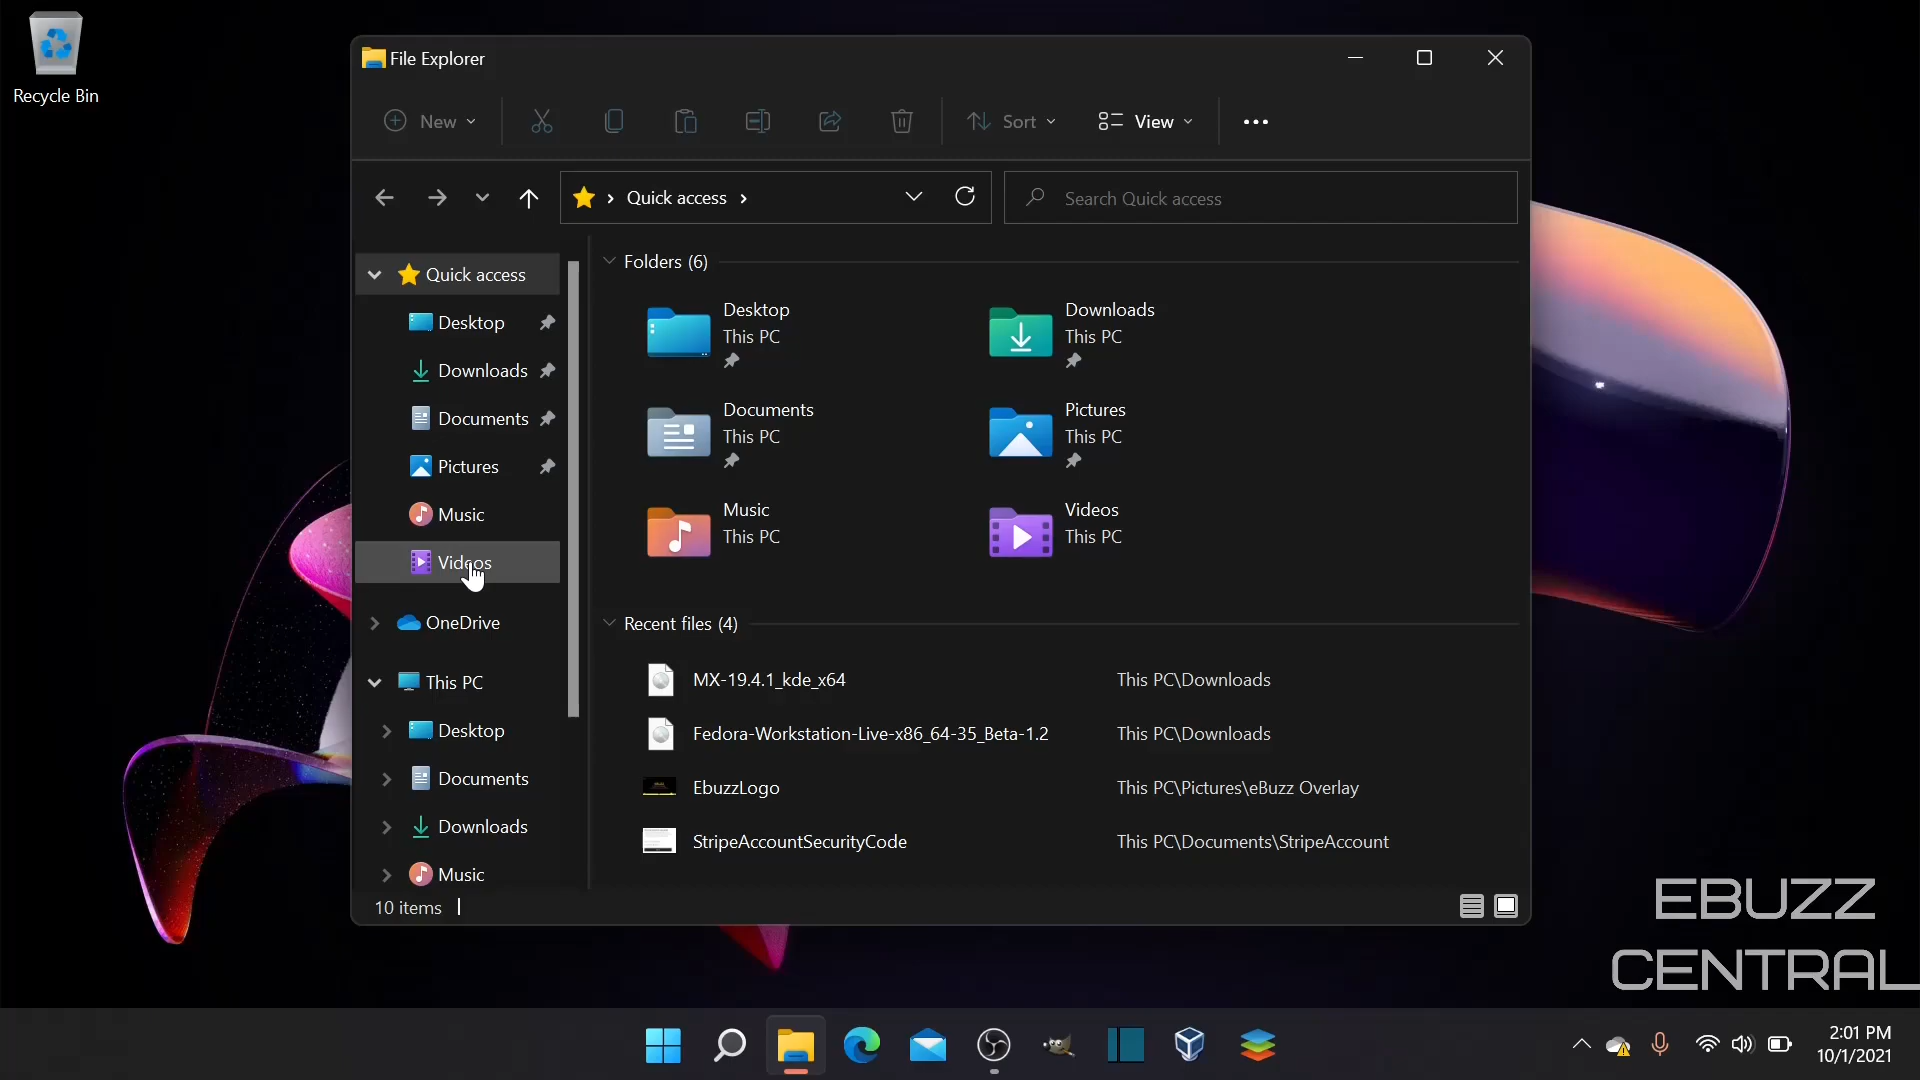 Recycle Bin
File Explorer
New
Sort
View
Quick access
Search Quick access
Quick access
Desktop
Downloads
Documents
Pictures
Music
Videos
OneDrive
This PC
Desktop
Documents
Downloads
Music
Folders (6)
Desktop
This PC
Downloads
This PC
Documents
This PC
Pictures
This PC
Music
This PC
Videos
This PC
Recent files (4)
MX-19.4.1_kde_x64 This PC\Downloads
Fedora-Workstation-Live-x86_64-35_Beta-1.2 This PC\Downloads
EbuzzLogo This PC\Pictures\eBuzz Overlay
StripeAccountSecurityCode This PC\Documents\StripeAccount
10 items
EBUZZ
CENTRAL
2:01 PM
10/1/2021